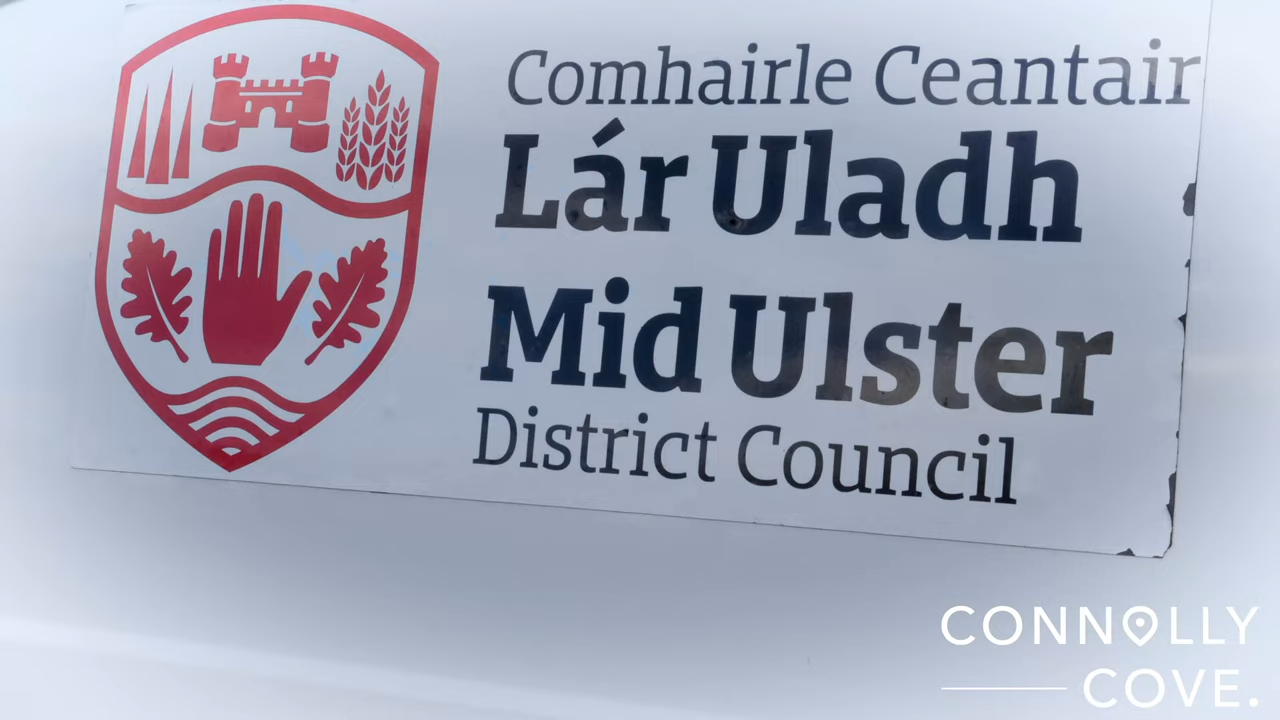 Comhairle Ceantair
Lár Uladh
Mid Ulster
District Council
CONNOLLY
COVE.